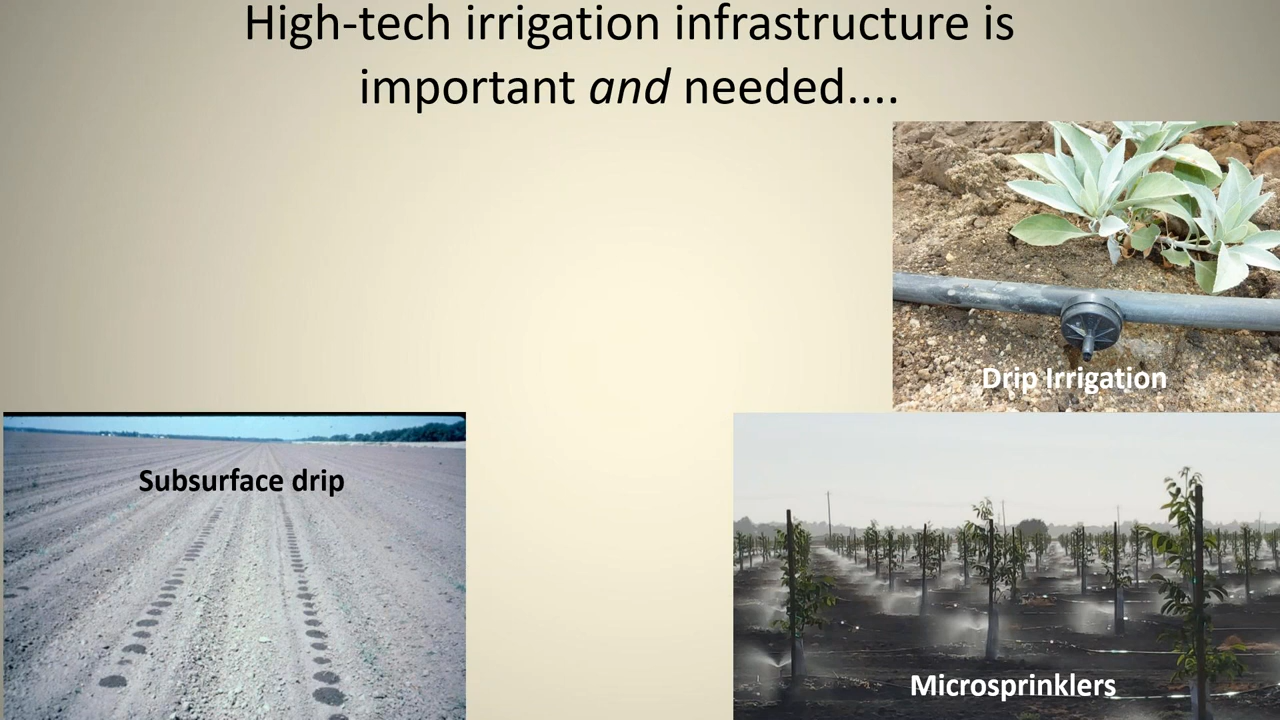 High-tech irrigation infrastructure is
important and needed....
Drip Irrigation
Subsurface drip
Microsprinklers